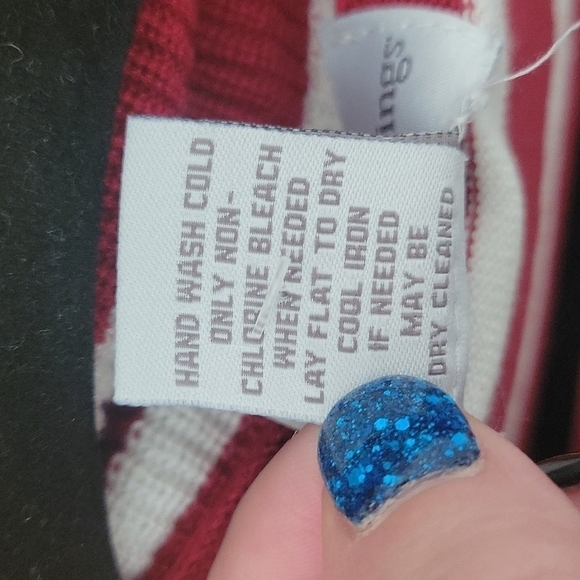 ings
HAND WASH COLD
ONLY NON-
CHLORINE BLEACH
WHEN NEEDED
LAY FLAT TO DRY
COOL IRON
IF NEEDED
MAY BE
DRY CLEANED